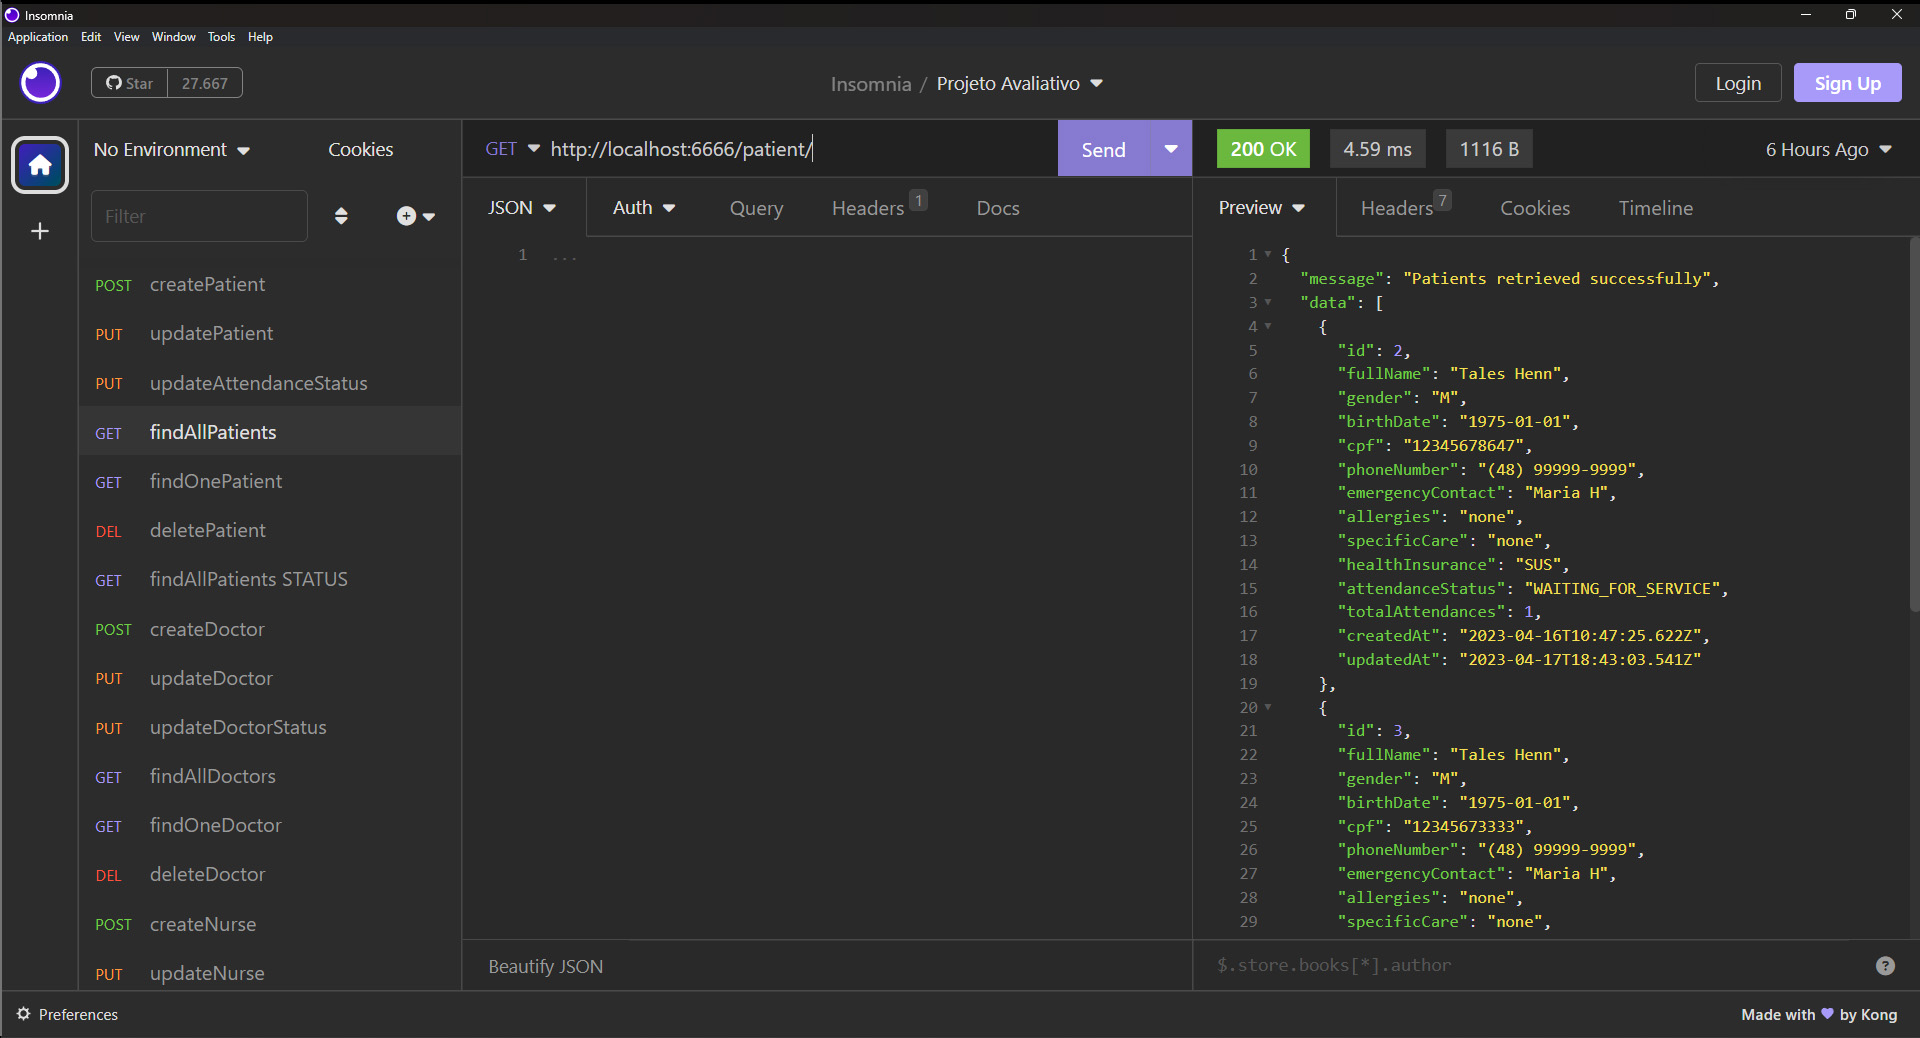 Insomnia
Application Edit View Window Tools Help
Star 27.667
Insomnia / Projeto Avaliativo
Login Sign Up
No Environment Cookies
GET http://localhost:6666/patient/
Send
200 OK 4.59 ms 1116 B
6 Hours Ago
Filter
JSON Auth Query Headers 1 Docs
Preview Headers 7 Cookies Timeline
POST createPatient
PUT updatePatient
PUT updateAttendanceStatus
GET findAllPatients
GET findOnePatient
DEL deletePatient
GET findAllPatients STATUS
POST createDoctor
PUT updateDoctor
PUT updateDoctorStatus
GET findAllDoctors
GET findOneDoctor
DEL deleteDoctor
POST createNurse
PUT updateNurse
1 ...
Beautify JSON
1 {
2 "message": "Patients retrieved successfully",
3 "data": [
4 {
5 "id": 2,
6 "fullName": "Tales Henn",
7 "gender": "M",
8 "birthDate": "1975-01-01",
9 "cpf": "12345678647",
10 "phoneNumber": "(48) 99999-9999",
11 "emergencyContact": "Maria H",
12 "allergies": "none",
13 "specificCare": "none",
14 "healthInsurance": "SUS",
15 "attendanceStatus": "WAITING_FOR_SERVICE",
16 "totalAttendances": 1,
17 "createdAt": "2023-04-16T10:47:25.622Z",
18 "updatedAt": "2023-04-17T18:43:03.541Z"
19 },
20 {
21 "id": 3,
22 "fullName": "Tales Henn",
23 "gender": "M",
24 "birthDate": "1975-01-01",
25 "cpf": "12345673333",
26 "phoneNumber": "(48) 99999-9999",
27 "emergencyContact": "Maria H",
28 "allergies": "none",
29 "specificCare": "none",
$.store.books[*].author
?
Preferences
Made with 💜 by Kong